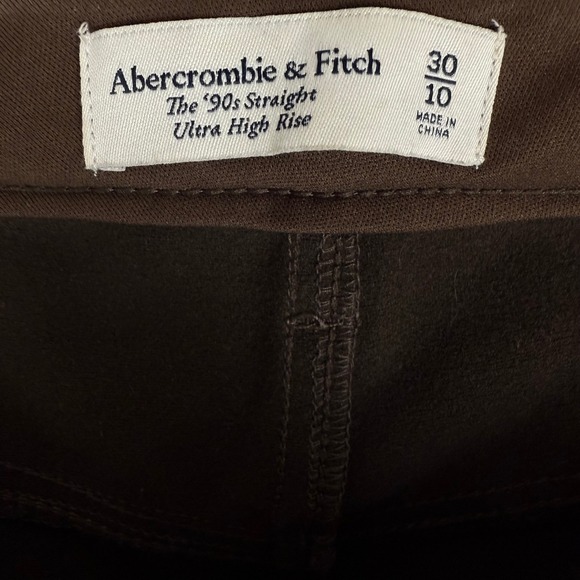 Abercrombie & Fitch
The ‘90s Straight
Ultra High Rise
30
10
MADE IN
CHINA